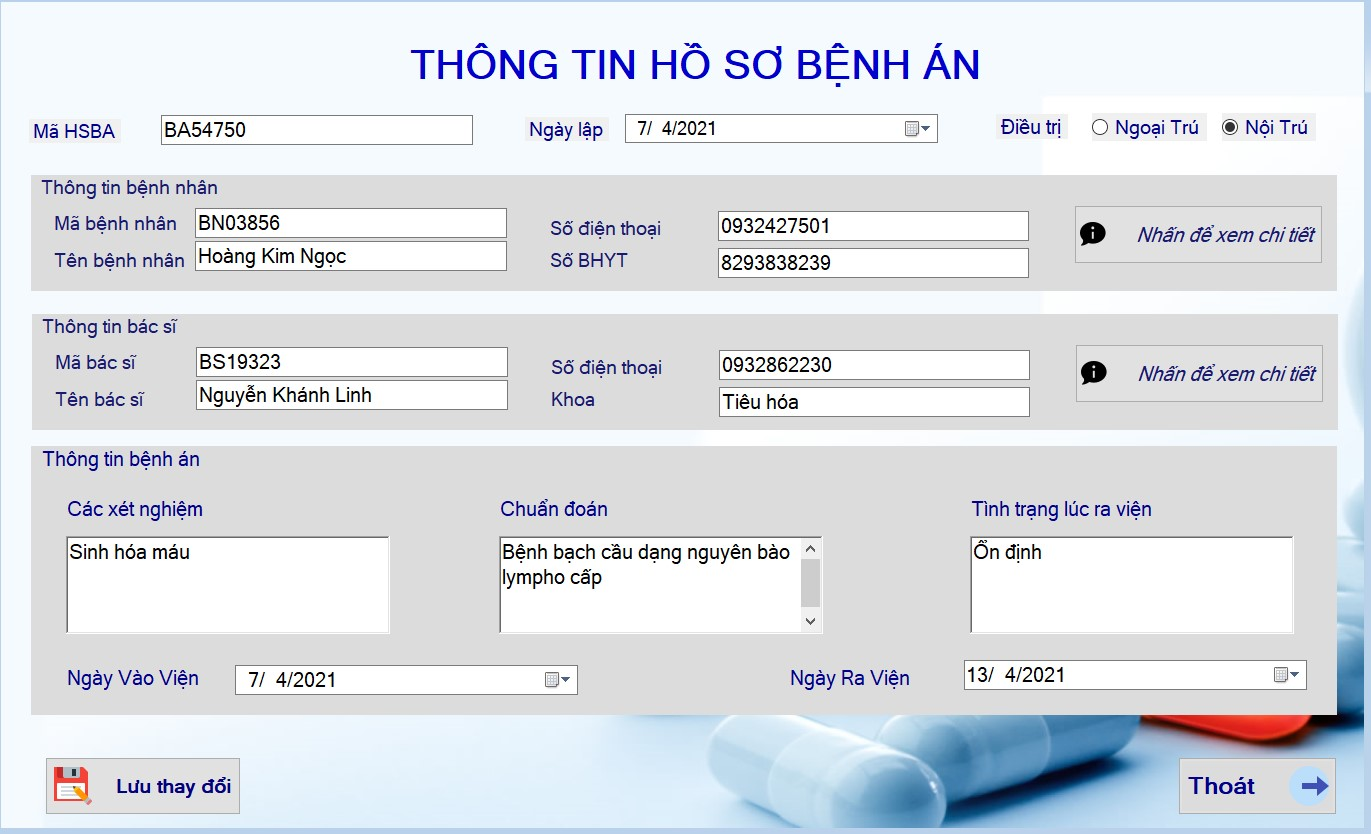 THÔNG TIN HỒ SƠ BỆNH ÁN
Mã HSBA BA54750 Ngày lập 7/ 4/2021 Điều trị Ngoại Trú Nội Trú
Thông tin bệnh nhân
Mã bệnh nhân BN03856 Số điện thoại 0932427501 Nhấn để xem chi tiết
Tên bệnh nhân Hoàng Kim Ngọc Số BHYT 8293838239
Thông tin bác sĩ
Mã bác sĩ BS19323 Số điện thoại 0932862230 Nhấn để xem chi tiết
Tên bác sĩ Nguyễn Khánh Linh Khoa Tiêu hóa
Thông tin bệnh án
Các xét nghiệm Chuẩn đoán Tình trạng lúc ra viện
Sinh hóa máu Bệnh bạch cầu dạng nguyên bào Ổn định
lympho cấp
Ngày Vào Viện 7/ 4/2021 Ngày Ra Viện 13/ 4/2021
Lưu thay đổi Thoát